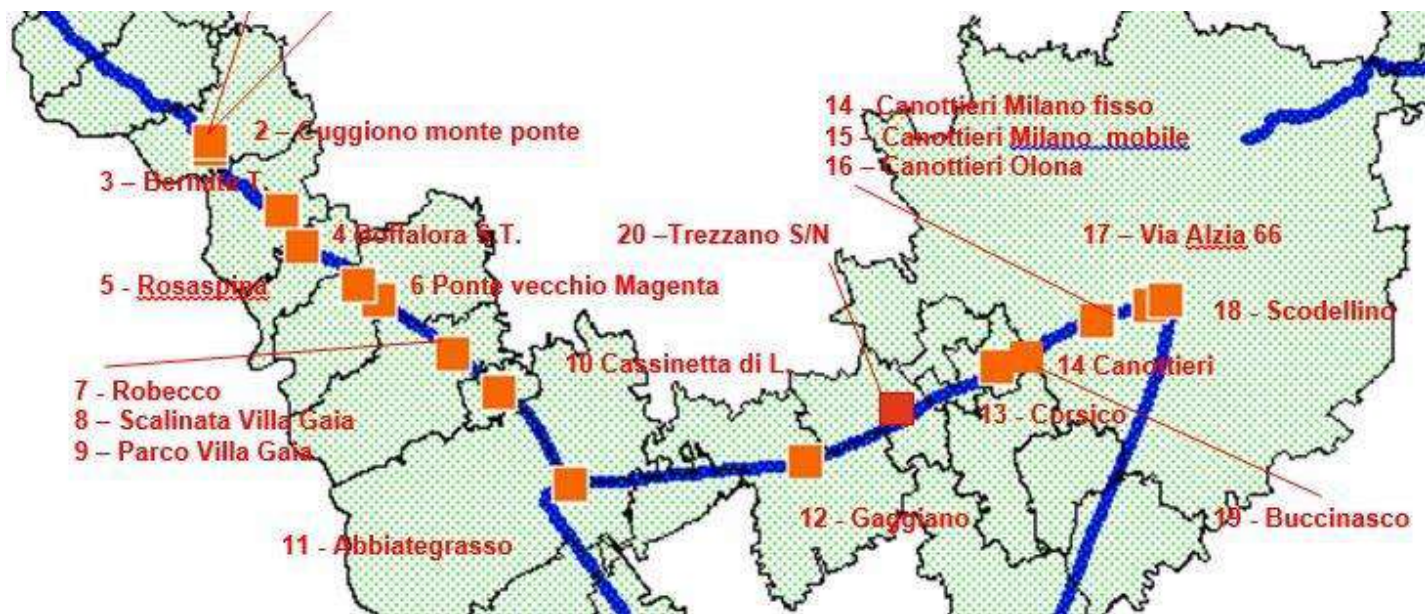 14 - Canottieri Milano fisso
2 – Cuggiono monte ponte
15 - Canottieri Milano mobile
16 – Canottieri Olona
3 – Bernate T.
4 Boffalora S.T.
20 –Trezzano S/N
17 – Via Alzia 66
5 - Rosaspina
6 Ponte vecchio Magenta
18 - Scodellino
10 Cassinetta di L.
14 Canottieri
7 - Robecco
8 – Scalinata Villa Gaia
13 - Corsico
9 – Parco Villa Gaia
12 - Gaggiano
19 - Buccinasco
11 - Abbiategrasso